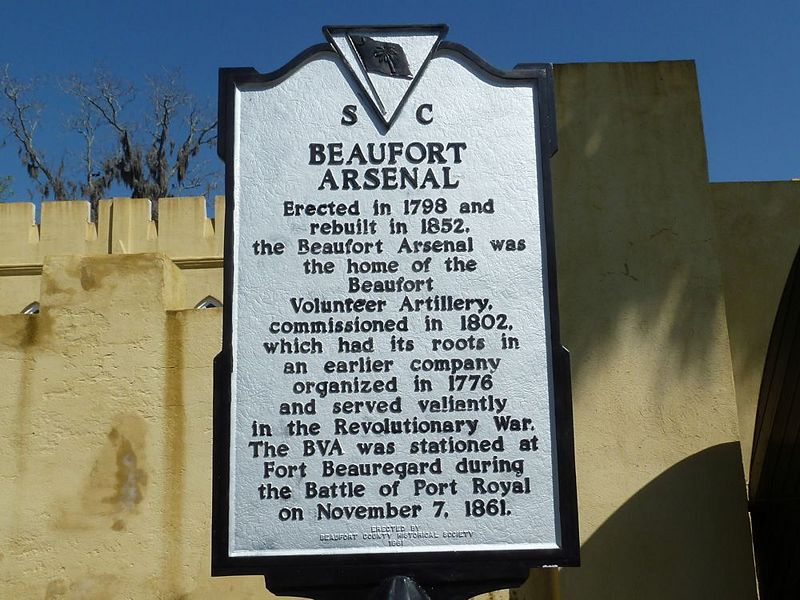 S C
BEAUFORT
ARSENAL
Erected in 1798 and
rebuilt in 1852,
the Beaufort Arsenal was
the home of the
Beaufort
Volunteer Artillery,
commissioned in 1802,
which had its roots in
an earlier company
organized in 1776
and served valiantly
in the Revolutionary War.
The BVA was stationed at
Fort Beauregard during
the Battle of Port Royal
on November 7, 1861.
ERECTED BY
BEAUFORT COUNTY HISTORICAL SOCIETY
1961